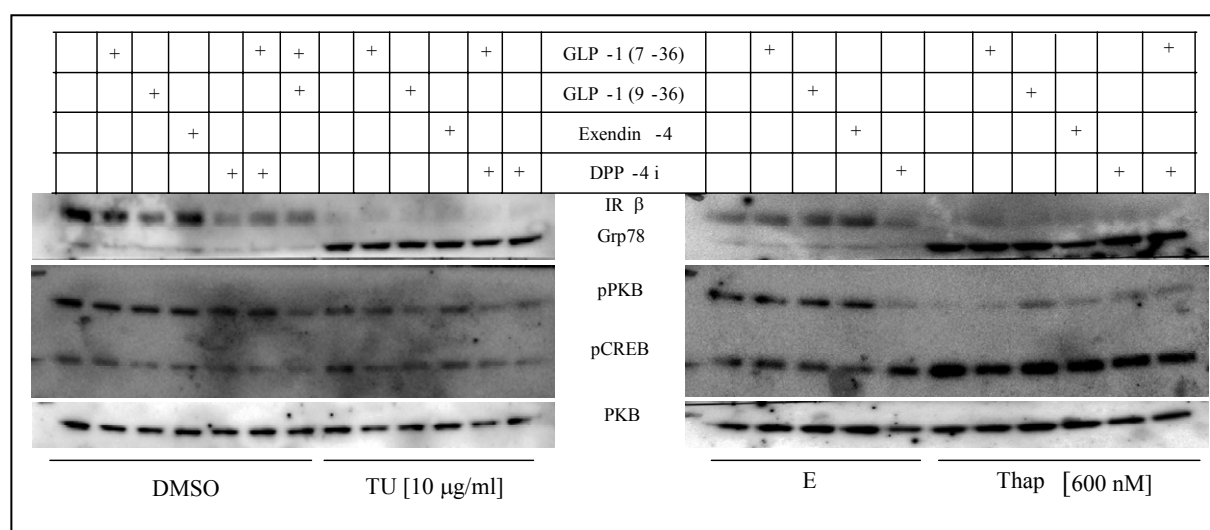 + + + + + GLP -1 (7 -36) + + +
+ + + GLP -1 (9 -36) + +
+ + Exendin -4 + +
+ + + + DPP -4 i + + +
IR β
Grp78
pPKB
pCREB
PKB
DMSO TU [10 μg/ml] E Thap [600 nM]